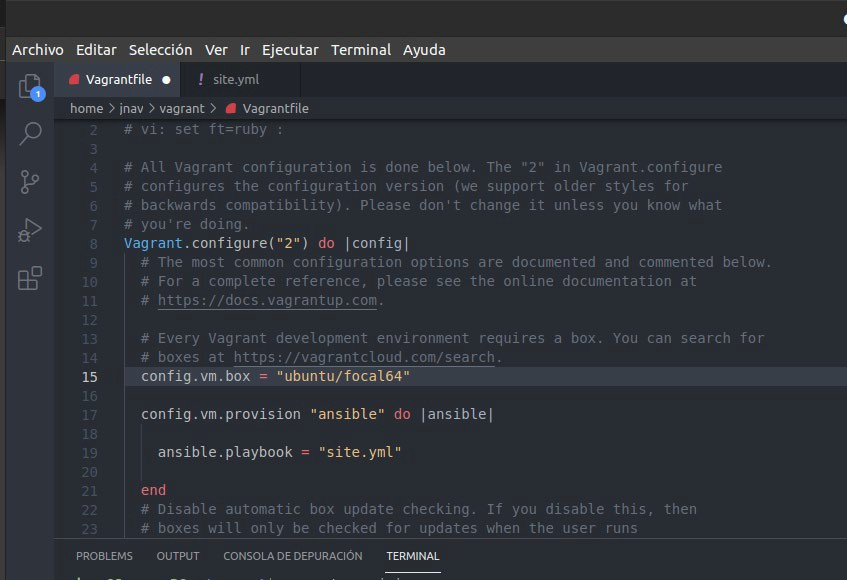 Archivo Editar Selección Ver Ir Ejecutar Terminal Ayuda
Vagrantfile ● ! site.yml
1
home > jnav > vagrant > Vagrantfile
2 # vi: set ft=ruby :
3
4 # All Vagrant configuration is done below. The "2" in Vagrant.configure
5 # configures the configuration version (we support older styles for
6 # backwards compatibility). Please don't change it unless you know what
7 # you're doing.
8 Vagrant.configure("2") do |config|
9 # The most common configuration options are documented and commented below.
10 # For a complete reference, please see the online documentation at
11 # https://docs.vagrantup.com.
12
13 # Every Vagrant development environment requires a box. You can search for
14 # boxes at https://vagrantcloud.com/search.
15 config.vm.box = "ubuntu/focal64"
16
17 config.vm.provision "ansible" do |ansible|
18
19 ansible.playbook = "site.yml"
20
21 end
22 # Disable automatic box update checking. If you disable this, then
23 # boxes will only be checked for updates when the user runs
PROBLEMS OUTPUT CONSOLA DE DEPURACIÓN TERMINAL